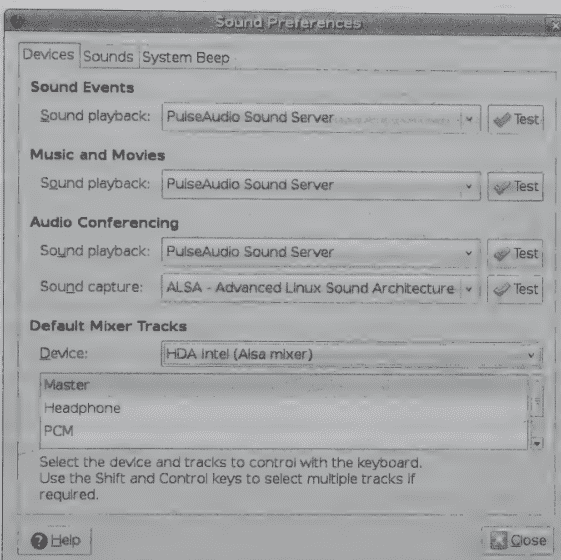 Sound Preferences
Devices Sounds System Beep
Sound Events
Sound playback: PulseAudio Sound Server Test
Music and Movies
Sound playback: PulseAudio Sound Server Test
Audio Conferencing
Sound playback: PulseAudio Sound Server Test
Sound capture: ALSA - Advanced Linux Sound Architecture Test
Default Mixer Tracks
Device: HDA Intel (Alsa mixer)
Master
Headphone
PCM
Select the device and tracks to control with the keyboard.
Use the Shift and Control keys to select multiple tracks if
required.
Help Close